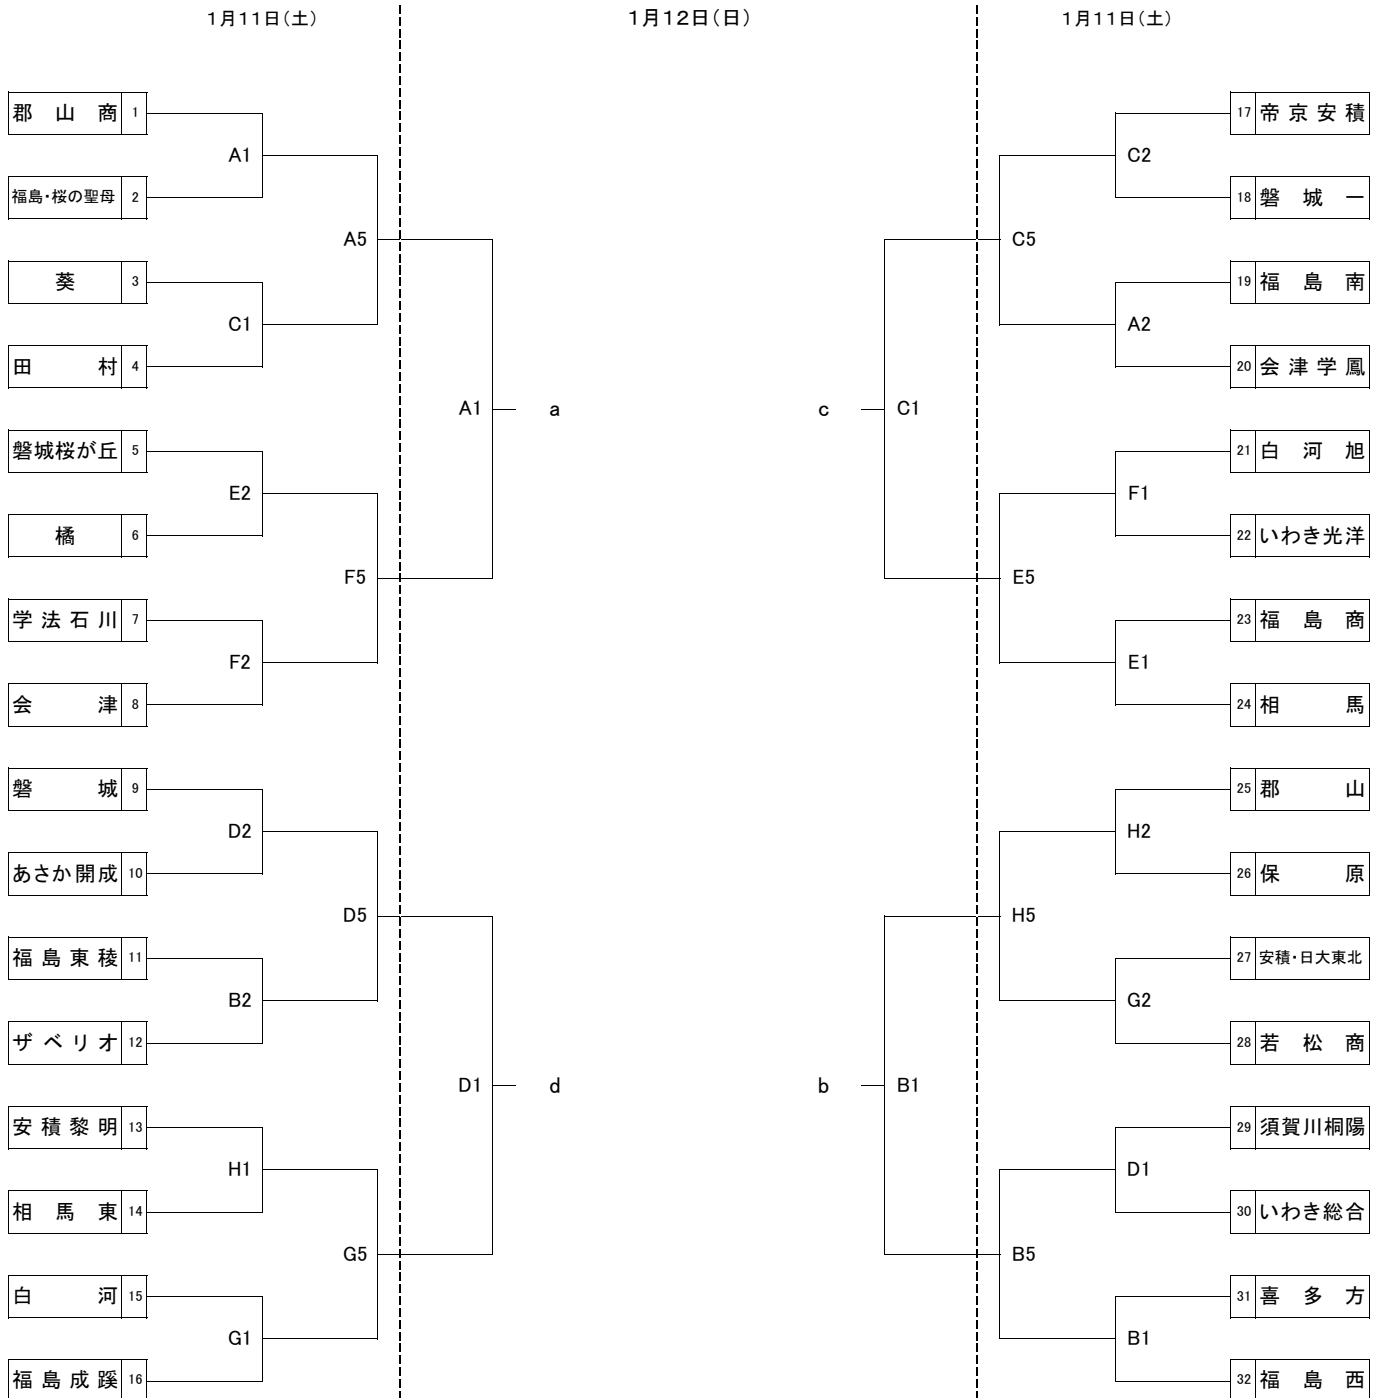 1月11日(土)
1月12日(日)
1月11日(土)
郡山商 1
A1
福島・桜の聖母 2
A5
葵 3
C1
田村 4
A1 a
磐城桜が丘 5
E2
橘 6
F5
学法石川 7
F2
会津 8
磐城 9
D2
あさか開成 10
D5
福島東稜 11
B2
ザベリオ 12
D1 d
安積黎明 13
H1
相馬東 14
G5
白河 15
G1
福島成蹊 16
17 帝京安積
C2
18 磐城一
C5
19 福島南
A2
20 会津学鳳
c C1
21 白河旭
F1
22 いわき光洋
E5
23 福島商
E1
24 相馬
25 郡山
H2
26 保原
H5
27 安積・日大東北
G2
28 若松商
b B1
29 須賀川桐陽
D1
30 いわき総合
B5
31 喜多方
B1
32 福島西